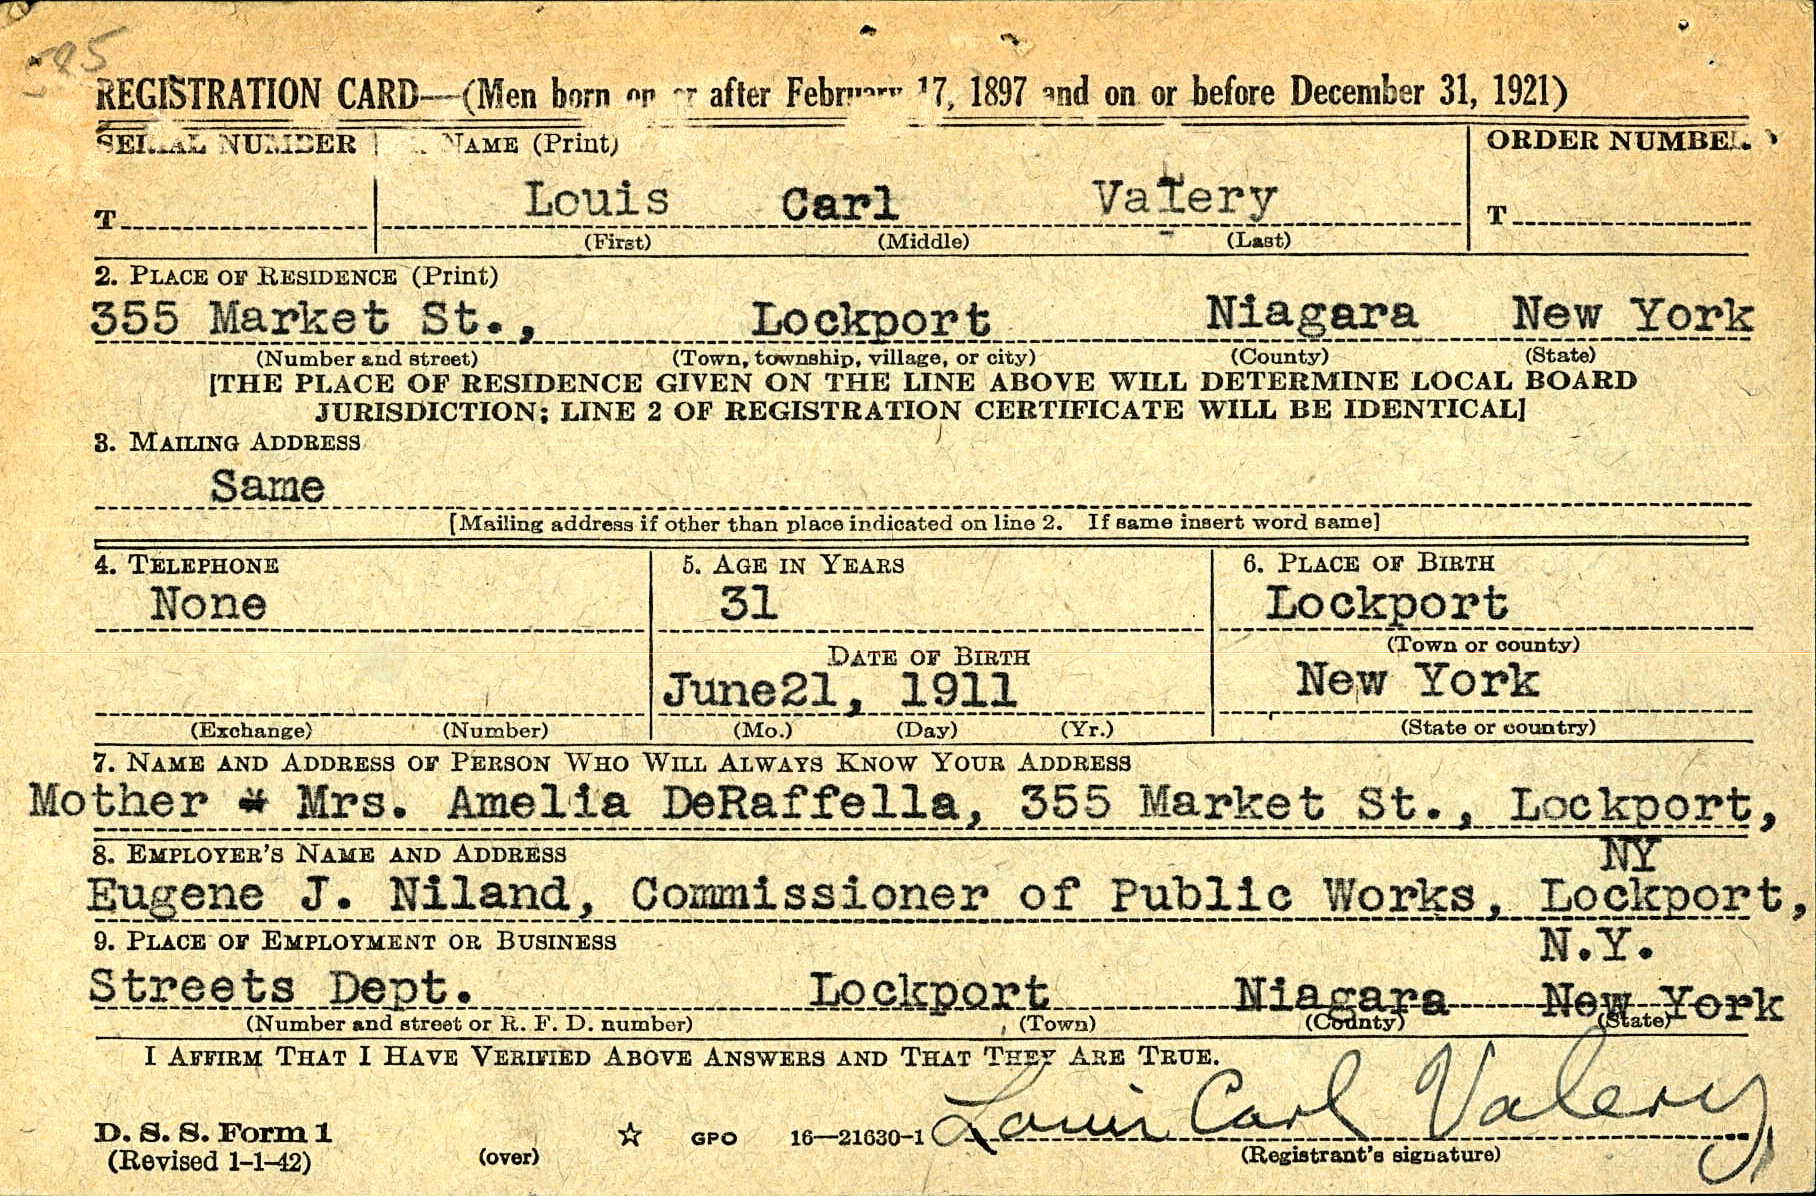 595
REGISTRATION CARD—(Men born on or after February 17, 1897 and on or before December 31, 1921)
SERIAL NUMBER NAME (Print) ORDER NUMBER
T Louis Carl Valery T
(First) (Middle) (Last)
2. PLACE OF RESIDENCE (Print)
355 Market St., Lockport Niagara New York
(Number and street) (Town, township, village, or city) (County) (State)
[THE PLACE OF RESIDENCE GIVEN ON THE LINE ABOVE WILL DETERMINE LOCAL BOARD
JURISDICTION; LINE 2 OF REGISTRATION CERTIFICATE WILL BE IDENTICAL]
3. MAILING ADDRESS
Same
[Mailing address if other than place indicated on line 2. If same insert word same]
4. TELEPHONE 5. AGE IN YEARS 6. PLACE OF BIRTH
None 31 Lockport
(Town or county)
DATE OF BIRTH
June21, 1911 New York
(Exchange) (Number) (Mo.) (Day) (Yr.) (State or country)
7. NAME AND ADDRESS OF PERSON WHO WILL ALWAYS KNOW YOUR ADDRESS
Mother Mrs. Amelia DeRaffella, 355 Market St., Lockport,
NY
8. EMPLOYER'S NAME AND ADDRESS
Eugene J. Niland, Commissioner of Public Works, Lockport,
N.Y.
9. PLACE OF EMPLOYMENT OR BUSINESS
Streets Dept. Lockport Niagara New York
(Number and street or R. F. D. number) (Town) (County) (State)
I AFFIRM THAT I HAVE VERIFIED ABOVE ANSWERS AND THAT THEY ARE TRUE.
Louis Carl Valery
D. S. S. Form 1
(Revised 1-1-42) (over) ☆ GPO 16—21630-1 (Registrant's signature)